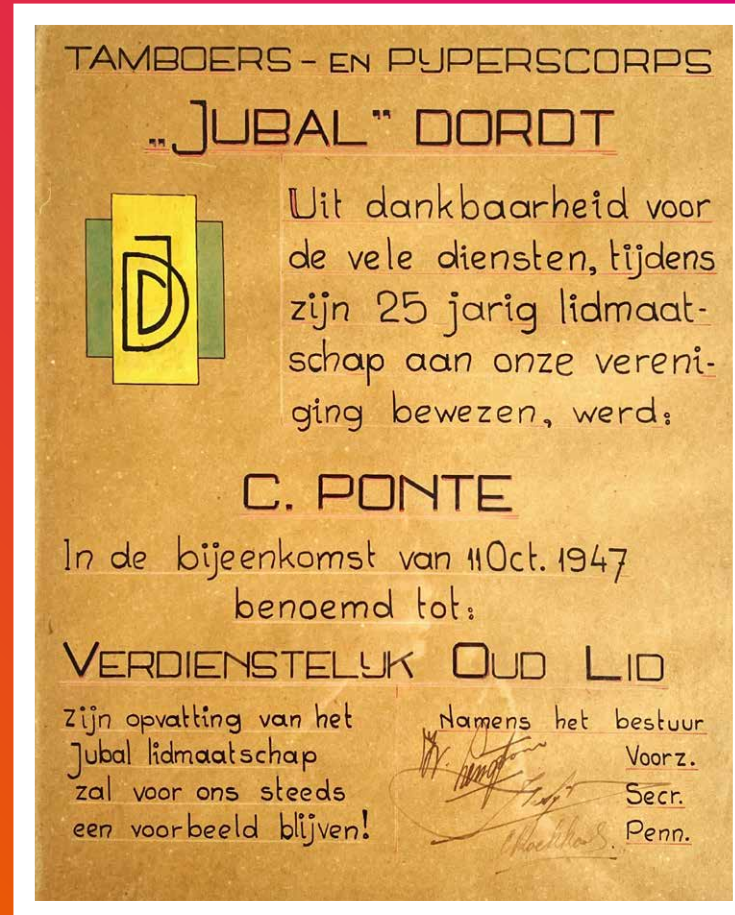 TAMBOERS - EN PIJPERSCORPS
„JUBAL" DORDT
JD
Uit dankbaarheid voor
de vele diensten, tijdens
zijn 25 jarig lidmaat-
schap aan onze vereni-
ging bewezen, werd:
C. PONTE
In de bijeenkomst van 11 Oct. 1947
benoemd tot:
VERDIENSTELIJK OUD LID
zijn opvatting van het
Jubal lidmaatschap
zal voor ons steeds
een voorbeeld blijven!
Namens het bestuur
Voorz.
Secr.
Penn.